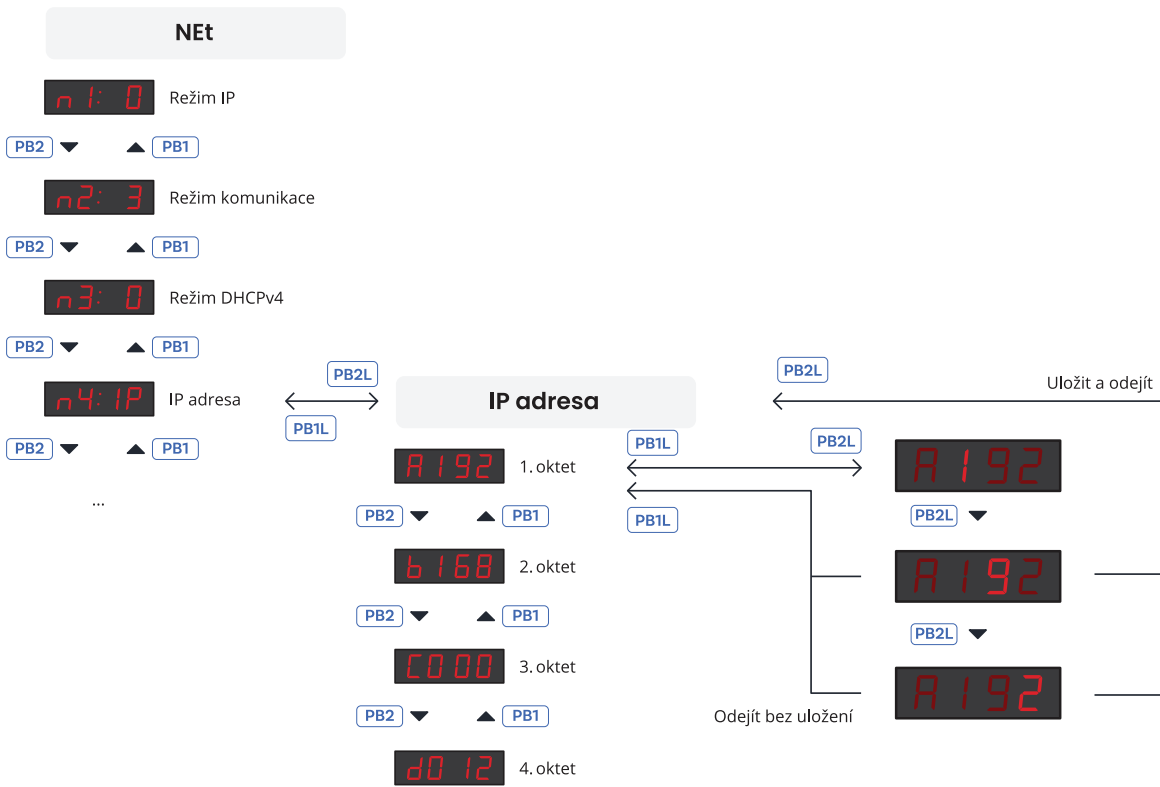 NEt
n1: 0 Režim IP
PB2 PB1
n2: 3 Režim komunikace
PB2 PB1
n3: 0 Režim DHCPv4
PB2 PB1
PB2L
PB2L
Uložit a odejít
n4:IP IP adresa
IP adresa
PB1L
PB2 PB1
PB1L
PB2L
A192 1. oktet
A192
...
PB2 PB1
PB1L
PB2L
b168 2. oktet
A192
PB2 PB1
PB2L
C000 3. oktet
A192
PB2 PB1
Odejít bez uložení
d012 4. oktet